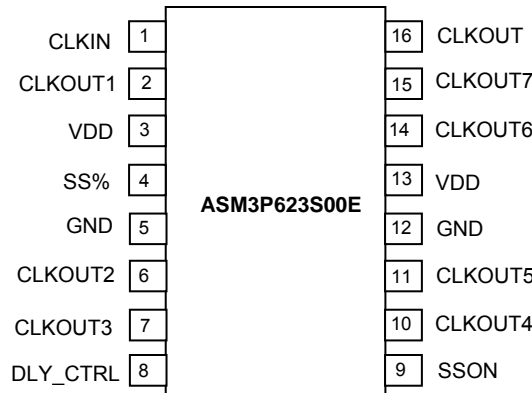 CLKIN 1 16 CLKOUT
CLKOUT1 2 15 CLKOUT7
VDD 3 14 CLKOUT6
SS% 4 13 VDD
ASM3P623S00E
GND 5 12 GND
CLKOUT2 6 11 CLKOUT5
CLKOUT3 7 10 CLKOUT4
DLY_CTRL 8 9 SSON